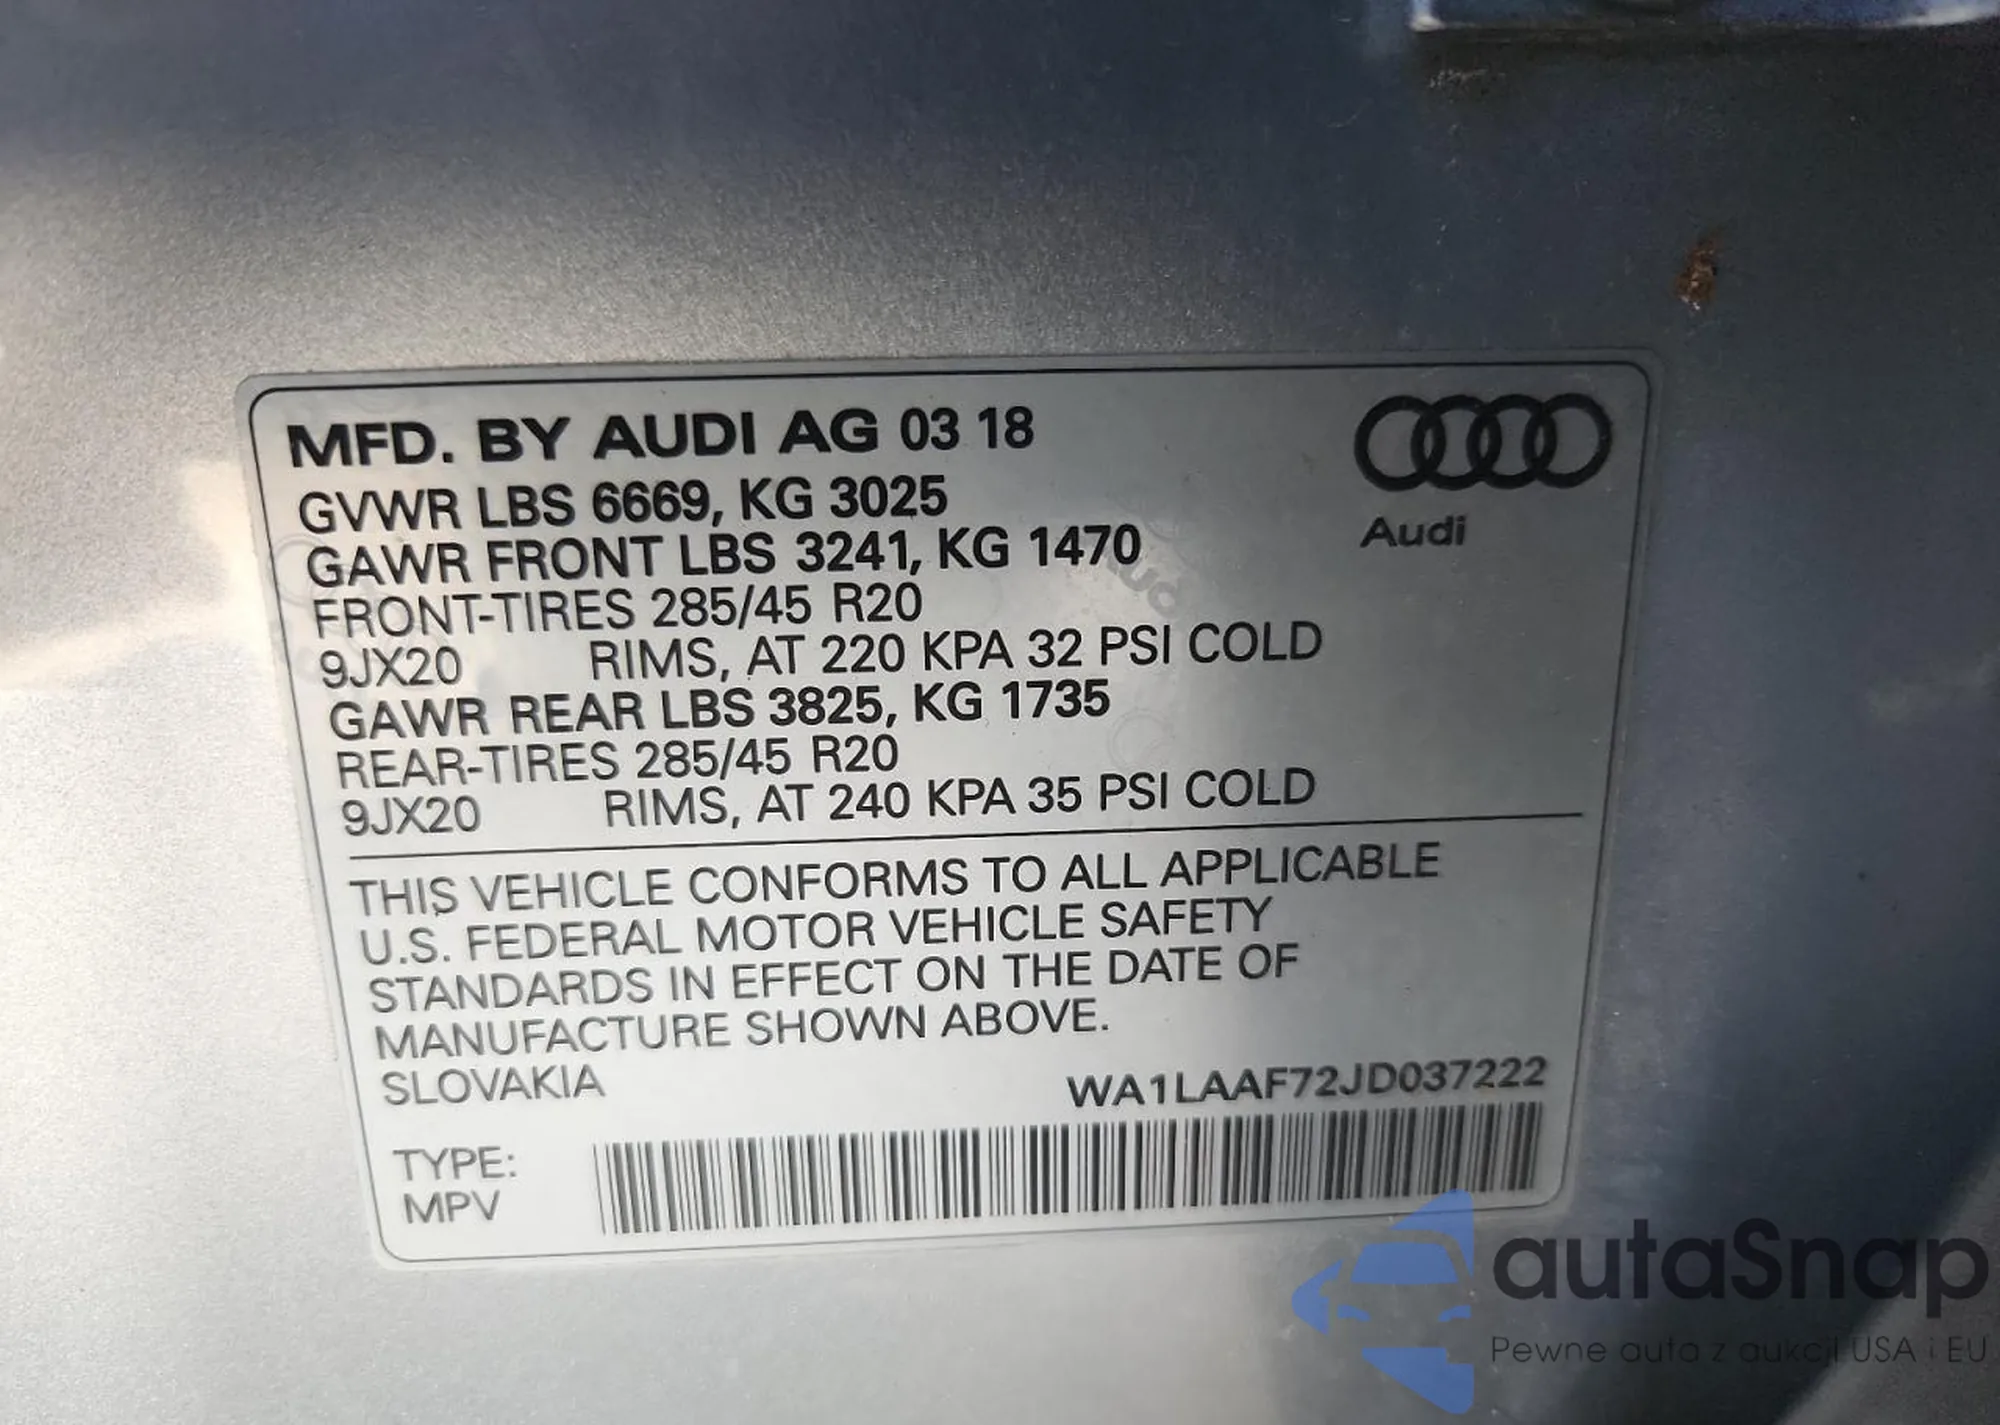 MFD. BY AUDI AG 03 18
GVWR LBS 6669, KG 3025
GAWR FRONT LBS 3241, KG 1470
FRONT-TIRES 285/45 R20
9JX20 RIMS, AT 220 KPA 32 PSI COLD
GAWR REAR LBS 3825, KG 1735
REAR-TIRES 285/45 R20
9JX20 RIMS, AT 240 KPA 35 PSI COLD
Audi
THIS VEHICLE CONFORMS TO ALL APPLICABLE
U.S. FEDERAL MOTOR VEHICLE SAFETY
STANDARDS IN EFFECT ON THE DATE OF
MANUFACTURE SHOWN ABOVE.
SLOVAKIA
WA1LAAF72JD037222
TYPE:
MPV
autaSnap
Pewne auta z aukcji USA i EU